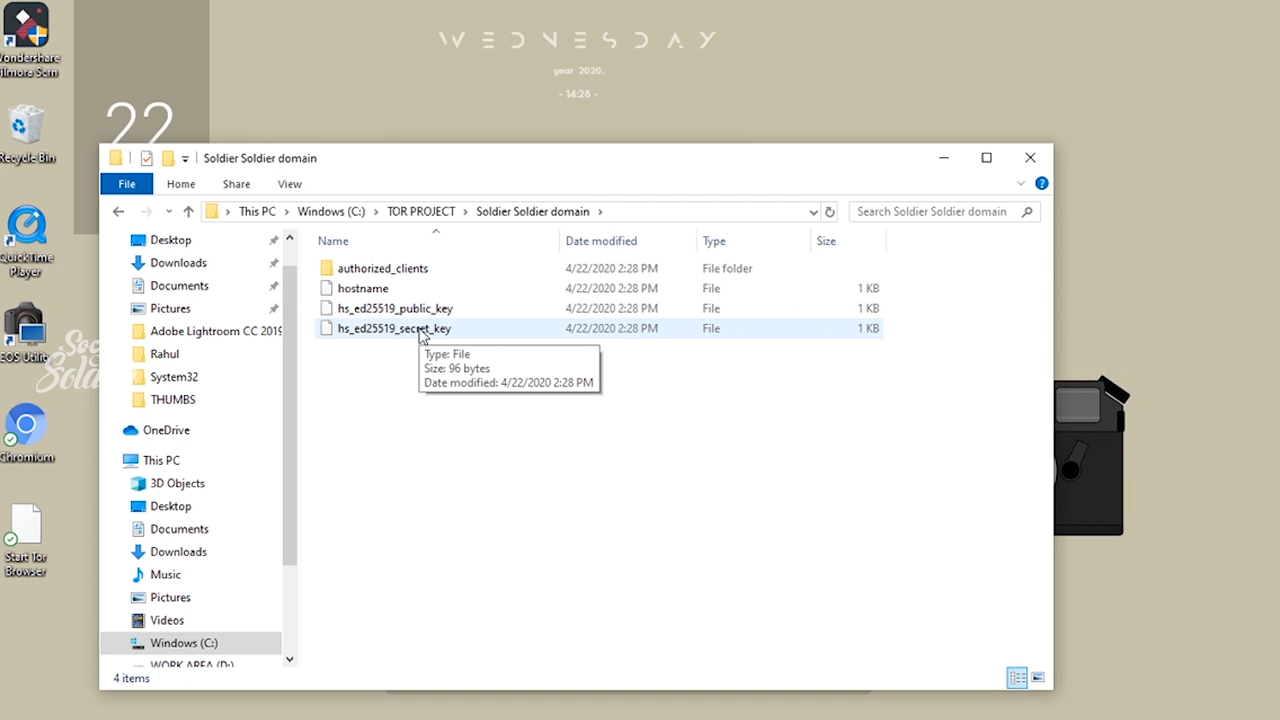 Wondershare
Filmora Scrn
Recycle Bin
QuickTime
Player
EOS Utility
Chromium
Start Tor
Browser
22
WEDNESDAY
year 2020.
- 14:28 -
Soldier Soldier domain
File Home Share View
This PC > Windows (C:) > TOR PROJECT > Soldier Soldier domain >
Search Soldier Soldier domain
Desktop
Downloads
Documents
Pictures
Adobe Lightroom CC 2019
Rahul
System32
THUMBS
OneDrive
This PC
3D Objects
Desktop
Documents
Downloads
Music
Pictures
Videos
Windows (C:)
WORK AREA (D:)
Name Date modified Type Size
authorized_clients 4/22/2020 2:28 PM File folder
hostname 4/22/2020 2:28 PM File 1 KB
hs_ed25519_public_key 4/22/2020 2:28 PM File 1 KB
hs_ed25519_secret_key 4/22/2020 2:28 PM File 1 KB
Type: File
Size: 96 bytes
Date modified: 4/22/2020 2:28 PM
4 items